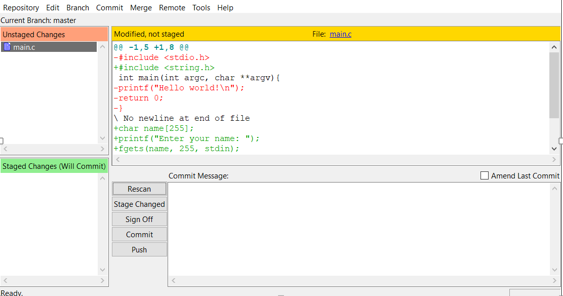 Repository Edit Branch Commit Merge Remote Tools Help
Current Branch: master
Unstaged Changes
main.c
Modified, not staged File: main.c
@@ -1,5 +1,8 @@
-#include <stdio.h>
+#include <string.h>
 int main(int argc, char **argv){
-printf("Hello world!\n");
-return 0;
-}
\ No newline at end of file
+char name[255];
+printf("Enter your name: ");
+fgets(name, 255, stdin);
Staged Changes (Will Commit)
Commit Message: Amend Last Commit
Rescan
Stage Changed
Sign Off
Commit
Push
Ready.